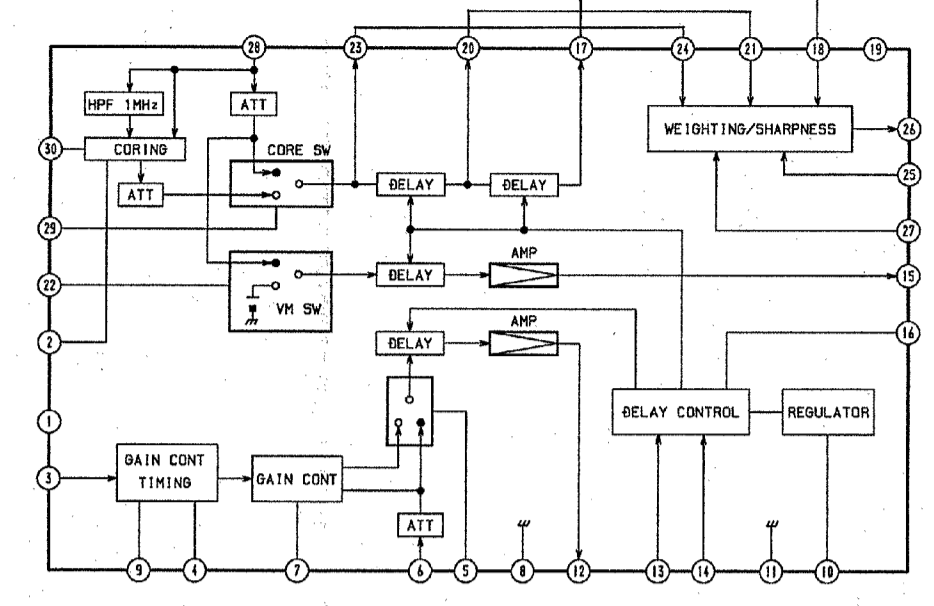 28
23
20
17
24
21
18
19
HPF 1MHz
ATT
WEIGHTING/SHARPNESS
26
30
CORING
CORE SW
25
ATT
DELAY
DELAY
29
27
AMP
22
DELAY
15
VM SW
AMP
16
2
DELAY
DELAY CONTROL
REGULATOR
1
GAIN CONT
TIMING
3
GAIN CONT
ATT
9
4
7
6
5
8
12
13
14
11
10